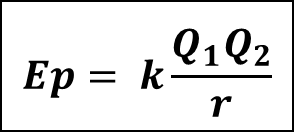 Ep = k Q₁Q₂ / r